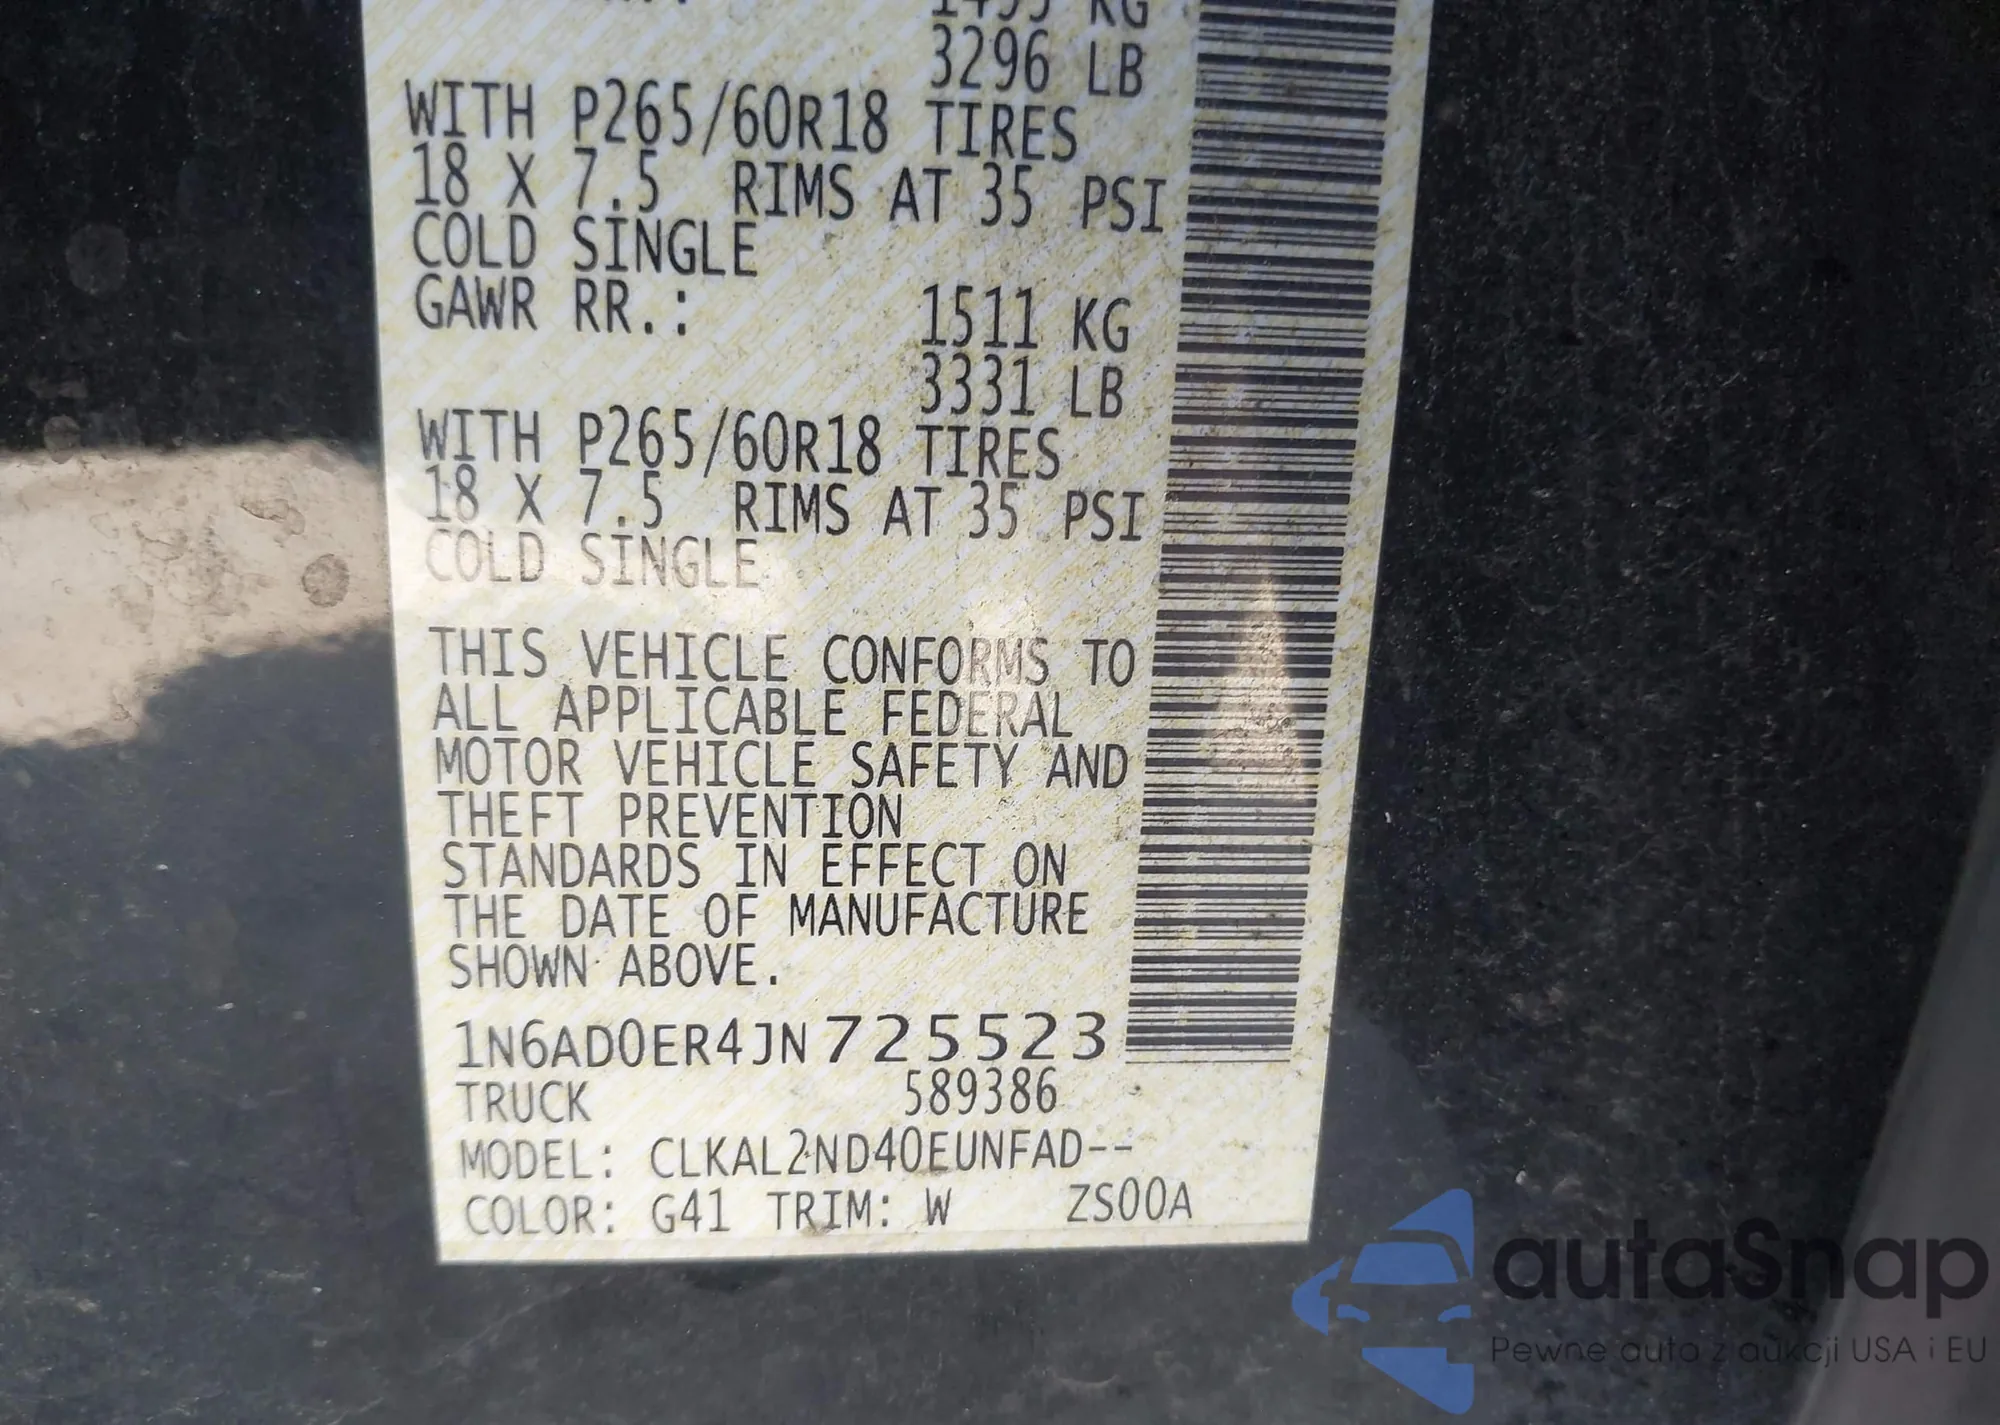 3296 LB
WITH P265/60R18 TIRES
18 X 7.5 RIMS AT 35 PSI
COLD SINGLE
GAWR RR.: 1511 KG
3331 LB
WITH P265/60R18 TIRES
18 X 7.5 RIMS AT 35 PSI
COLD SINGLE
THIS VEHICLE CONFORMS TO
ALL APPLICABLE FEDERAL
MOTOR VEHICLE SAFETY AND
THEFT PREVENTION
STANDARDS IN EFFECT ON
THE DATE OF MANUFACTURE
SHOWN ABOVE.
1N6AD0ER4JN725523
TRUCK 589386
MODEL: CLKAL2ND40EUNFAD--
COLOR: G41 TRIM: W ZS00A
autaSnap
Pewne auta z aukcji USA i EU